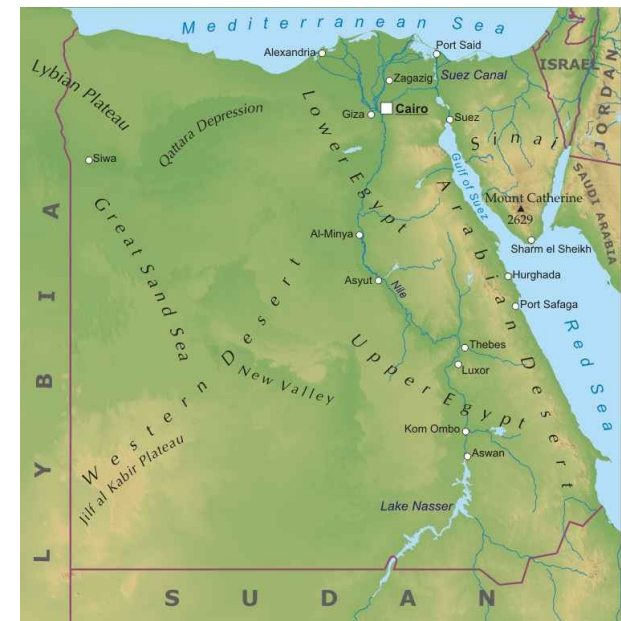 Mediterranean Sea
Alexandria
Port Said
Lybian Plateau
Zagazig
Suez Canal
ISRAEL
JORDAN
Qattara Depression
Giza
Cairo
Lower Egypt
Suez
Sinai
Siwa
Gulf of Suez
Mount Catherine
2629
SAUDI ARABIA
Great Sand Sea
Al-Minya
Arabian Desert
Sharm el Sheikh
Asyut
Nile
Hurghada
Port Safaga
Red Sea
Western Desert
Thebes
Luxor
New Valley
Upper Egypt
Kom Ombo
Jilf al Kabir Plateau
Aswan
Lake Nasser
LYBIA
SUDAN